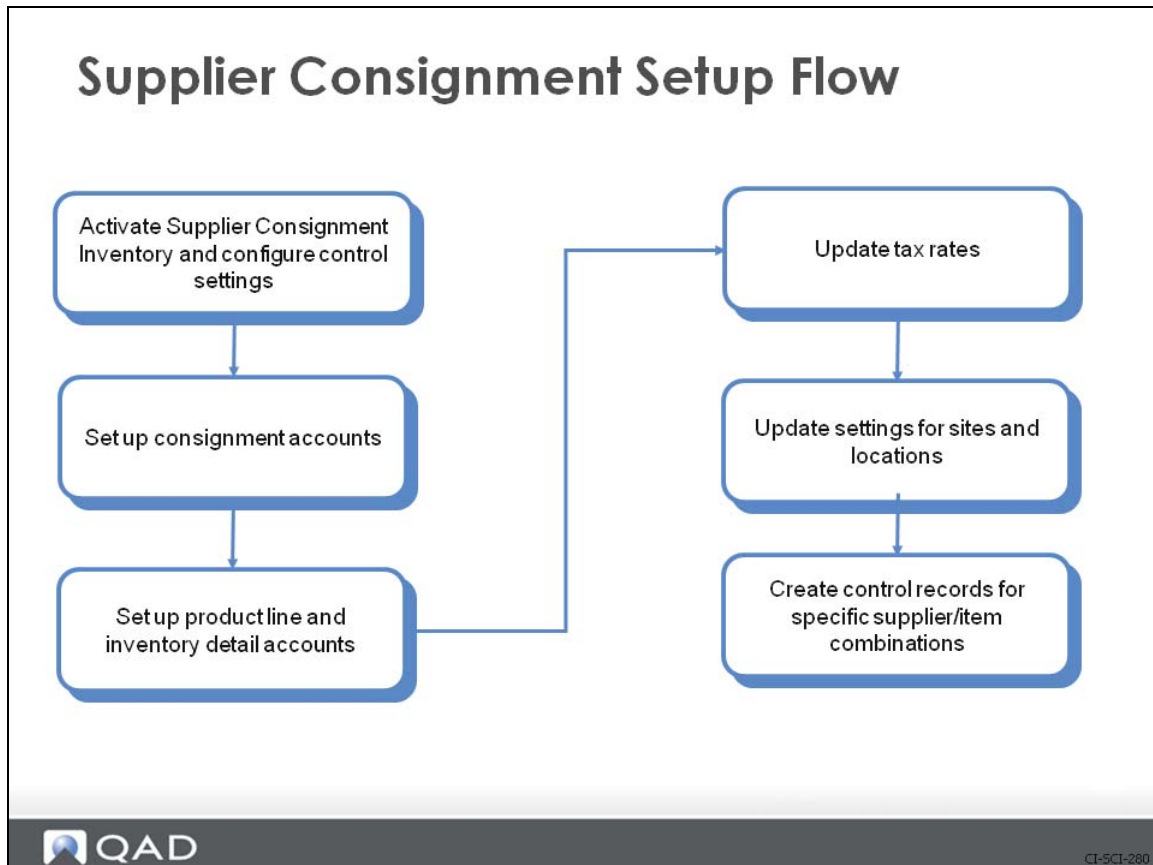 Supplier Consignment Setup Flow
Activate Supplier Consignment
Inventory and configure control
settings
Set up consignment accounts
Set up product line and
inventory detail accounts
Update tax rates
Update settings for sites and
locations
Create control records for
specific supplier/item
combinations
QAD
CI-SCI-280